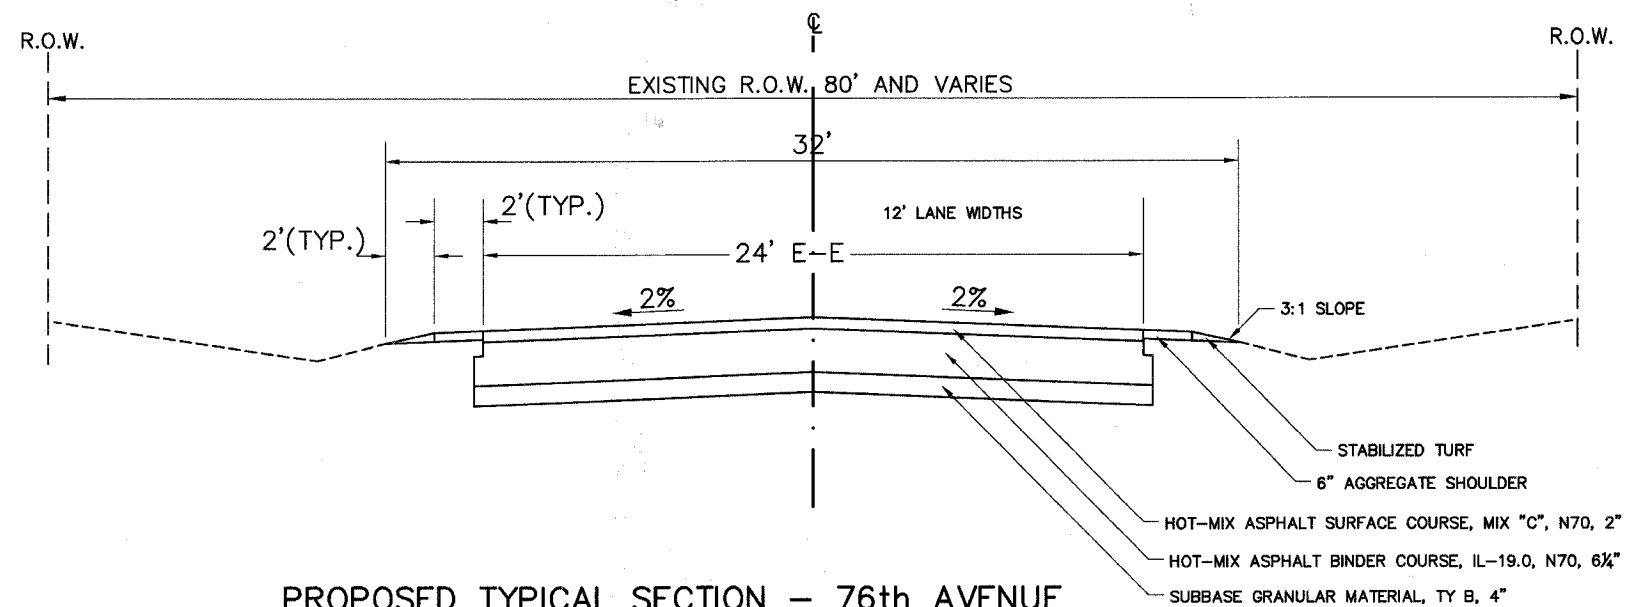 ℄
R.O.W.
R.O.W.
EXISTING R.O.W. 80' AND VARIES
32'
2'(TYP.)
12' LANE WIDTHS
2'(TYP.)
24' E-E
2%
2%
3:1 SLOPE
STABILIZED TURF
6" AGGREGATE SHOULDER
HOT-MIX ASPHALT SURFACE COURSE, MIX "C", N70, 2"
HOT-MIX ASPHALT BINDER COURSE, IL-19.0, N70, 6¼"
SUBBASE GRANULAR MATERIAL, TY B, 4"
PROPOSED TYPICAL SECTION – 76th AVENUE